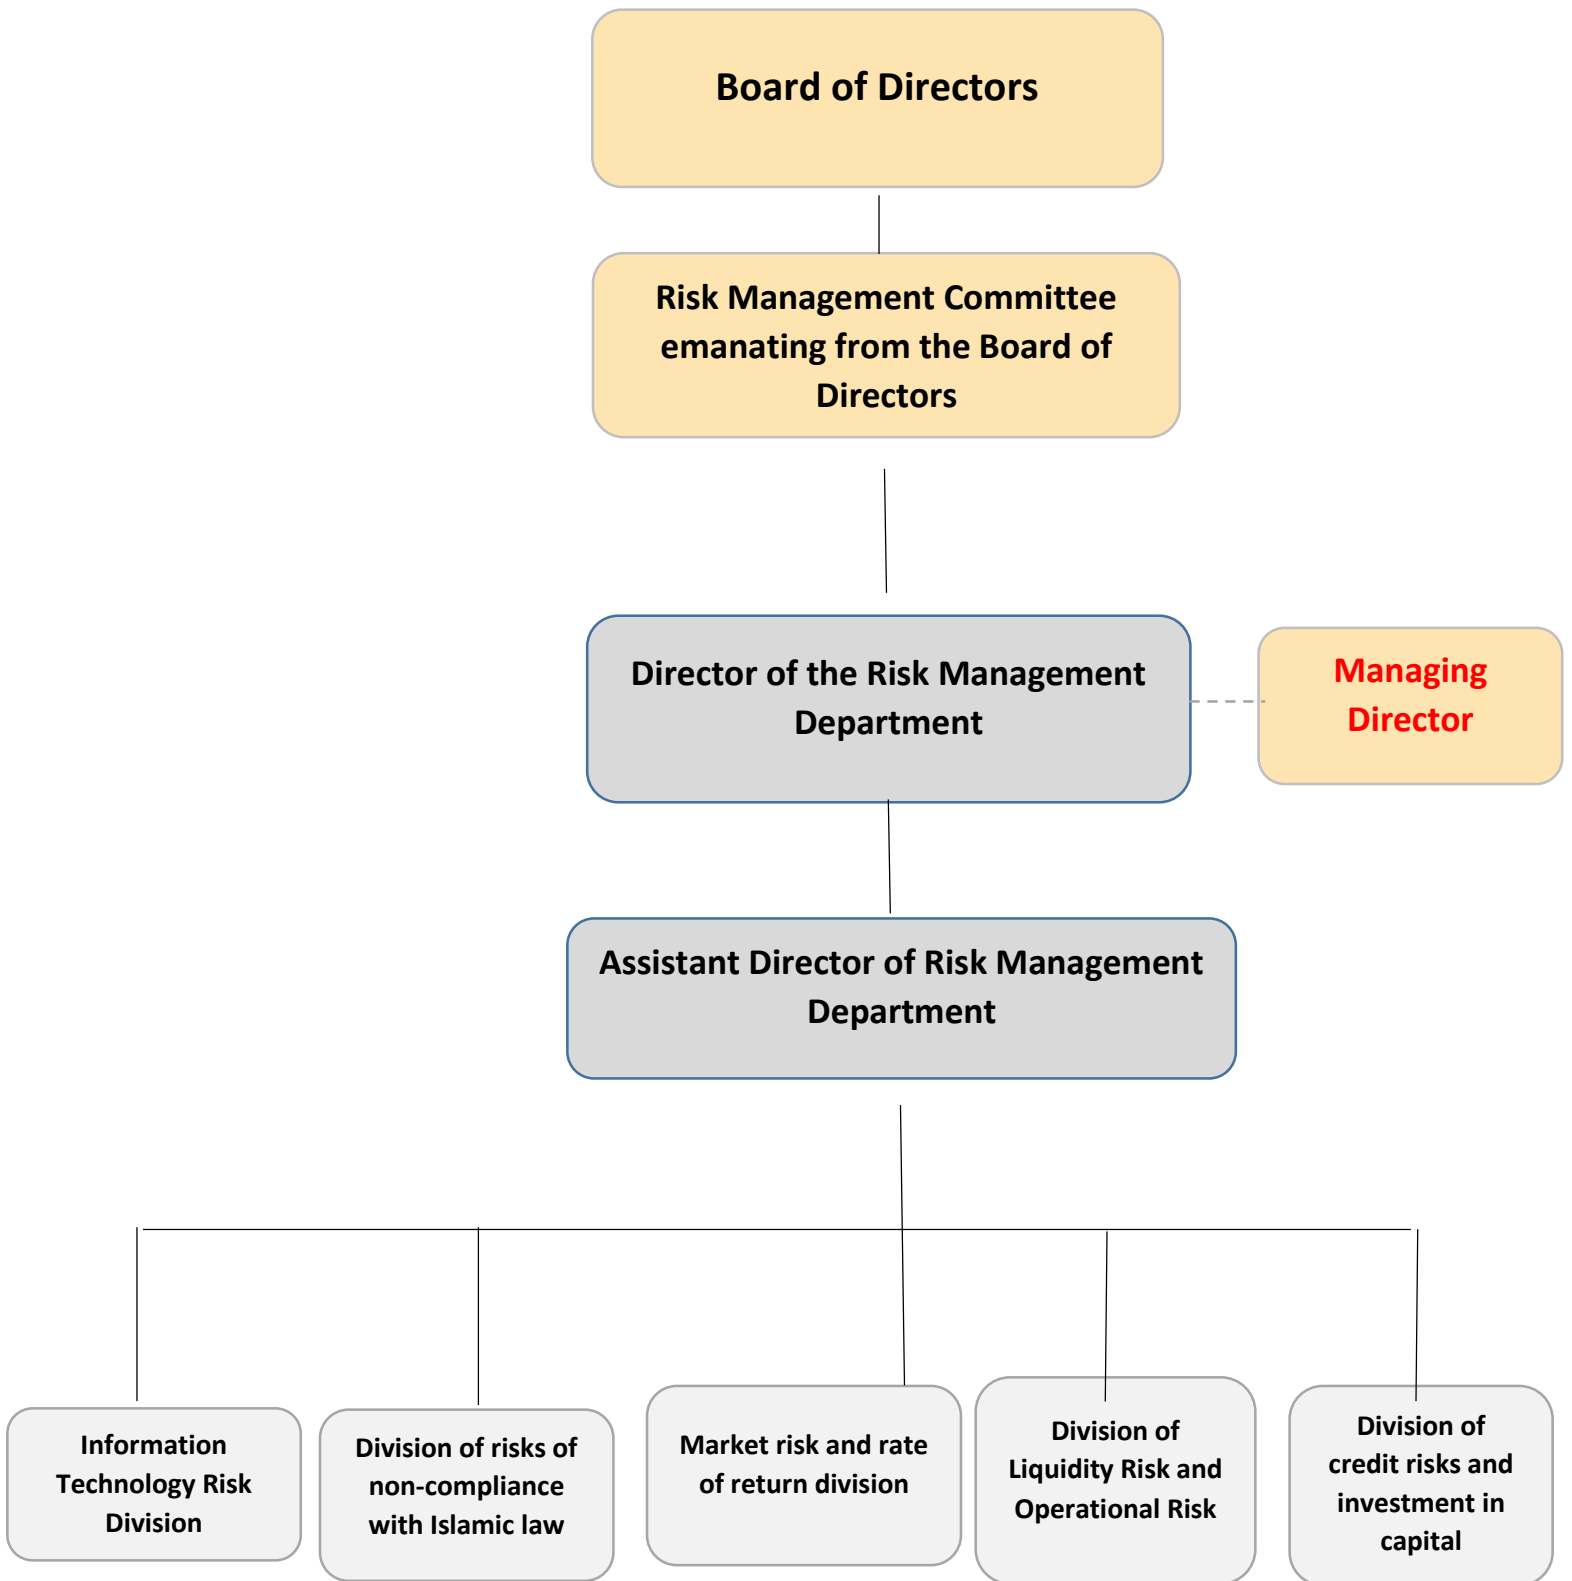 Board of Directors
Risk Management Committee
emanating from the Board of
Directors
Director of the Risk Management
Department
Managing
Director
Assistant Director of Risk Management
Department
Information
Technology Risk
Division
Division of risks of
non-compliance
with Islamic law
Market risk and rate
of return division
Division of
Liquidity Risk and
Operational Risk
Division of
credit risks and
investment in
capital